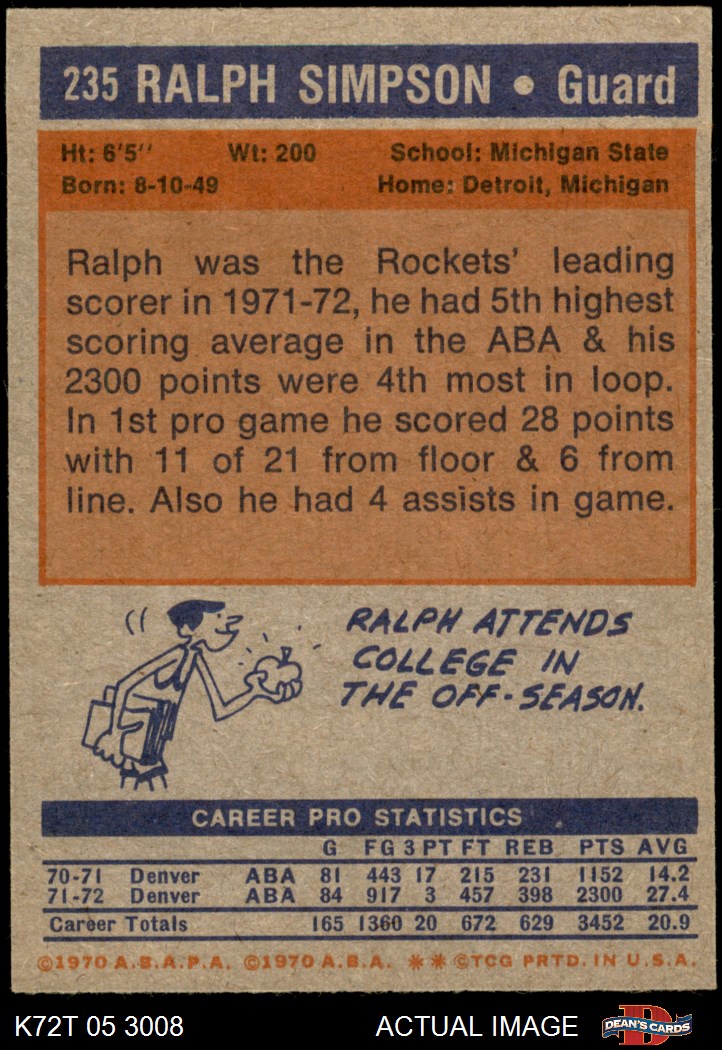 235 RALPH SIMPSON • Guard
Ht: 6'5'' Wt: 200 School: Michigan State
Born: 8-10-49 Home: Detroit, Michigan
Ralph was the Rockets' leading
scorer in 1971-72, he had 5th highest
scoring average in the ABA & his
2300 points were 4th most in loop.
In 1st pro game he scored 28 points
with 11 of 21 from floor & 6 from
line. Also he had 4 assists in game.
RALPH ATTENDS
COLLEGE IN
THE OFF-SEASON.
CAREER PRO STATISTICS
G FG 3 PT FT REB PTS AVG
70-71 Denver ABA 81 443 17 215 231 1152 14.2
71-72 Denver ABA 84 917 3 457 398 2300 27.4
Career Totals 165 1360 20 672 629 3452 20.9
©1970 A.B.A.P.A. ©1970 A.B.A. ** ©TCG PRTD. IN U.S.A.
K72T 05 3008 ACTUAL IMAGE D DEAN'S CARDS